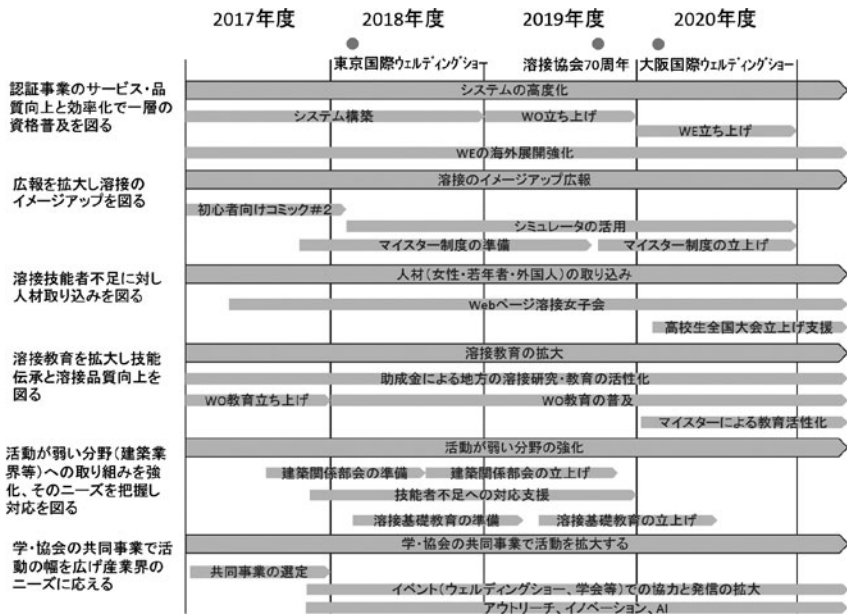 2017年度
2018年度
2019年度
2020年度
東京国際ウェルディングショー
溶接協会70周年
大阪国際ウェルディングショー
認証事業のサービス・品
質向上と効率化で一層の
資格普及を図る
システムの高度化
システム構築
WO立ち上げ
WE立ち上げ
WEの海外展開強化
広報を拡大し溶接の
イメージアップを図る
溶接のイメージアップ広報
初心者向けコミック#2
シミュレータの活用
マイスター制度の準備
マイスター制度の立上げ
溶接技能者不足に対し
人材取り込みを図る
人材(女性・若年者・外国人)の取り込み
Webページ溶接女子会
高校生全国大会立上げ支援
溶接教育を拡大し技能
伝承と溶接品質向上を
図る
溶接教育の拡大
助成金による地方の溶接研究・教育の活性化
WO教育立ち上げ
WO教育の普及
マイスターによる教育活性化
活動が弱い分野(建築業
界等)への取り組みを強
化、そのニーズを把握し
対応を図る
活動が弱い分野の強化
建築関係部会の準備
建築関係部会の立上げ
技能者不足への対応支援
溶接基礎教育の準備
溶接基礎教育の立上げ
学・協会の共同事業で活
動の幅を広げ産業界の
ニーズに応える
学・協会の共同事業で活動を拡大する
共同事業の選定
イベント(ウェルディングショー、学会等)での協力と発信の拡大
アウトリーチ、イノベーション、AI